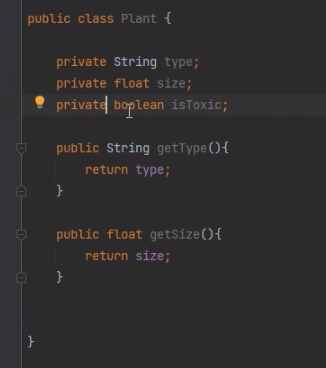 public class Plant {
private String type;
private float size;
private boolean isToxic;
public String getType(){
return type;
}
public float getSize(){
return size;
}
}